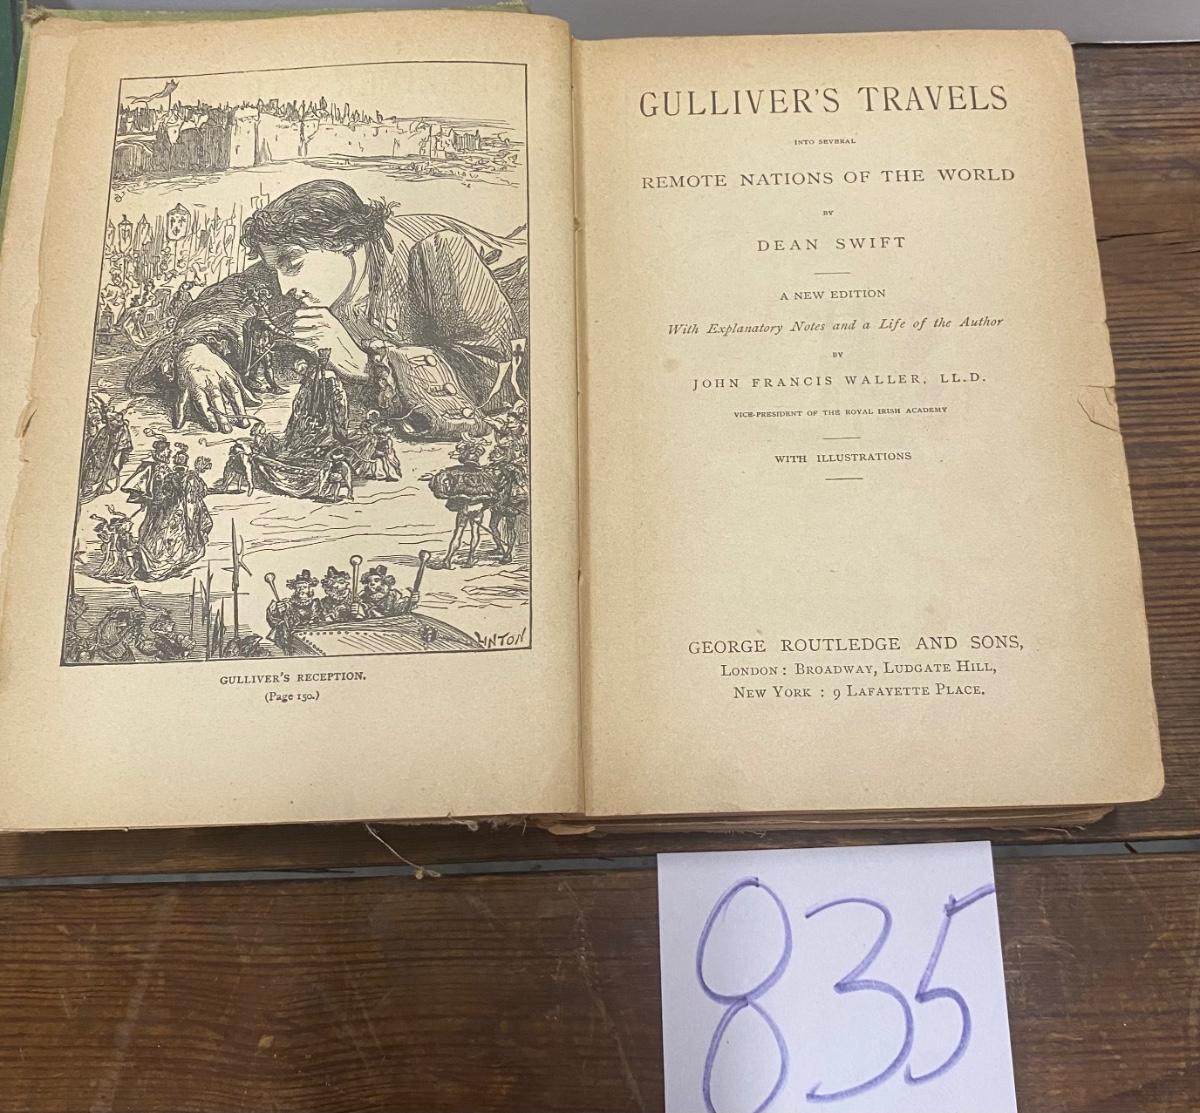 LINTON
GULLIVER'S RECEPTION.
(Page 150.)
GULLIVER'S TRAVELS
INTO SEVERAL
REMOTE NATIONS OF THE WORLD
BY
DEAN SWIFT
A NEW EDITION
With Explanatory Notes and a Life of the Author
BY
JOHN FRANCIS WALLER, LL.D.
VICE-PRESIDENT OF THE ROYAL IRISH ACADEMY
WITH ILLUSTRATIONS
GEORGE ROUTLEDGE AND SONS,
LONDON: BROADWAY, LUDGATE HILL,
NEW YORK: 9 LAFAYETTE PLACE.
835